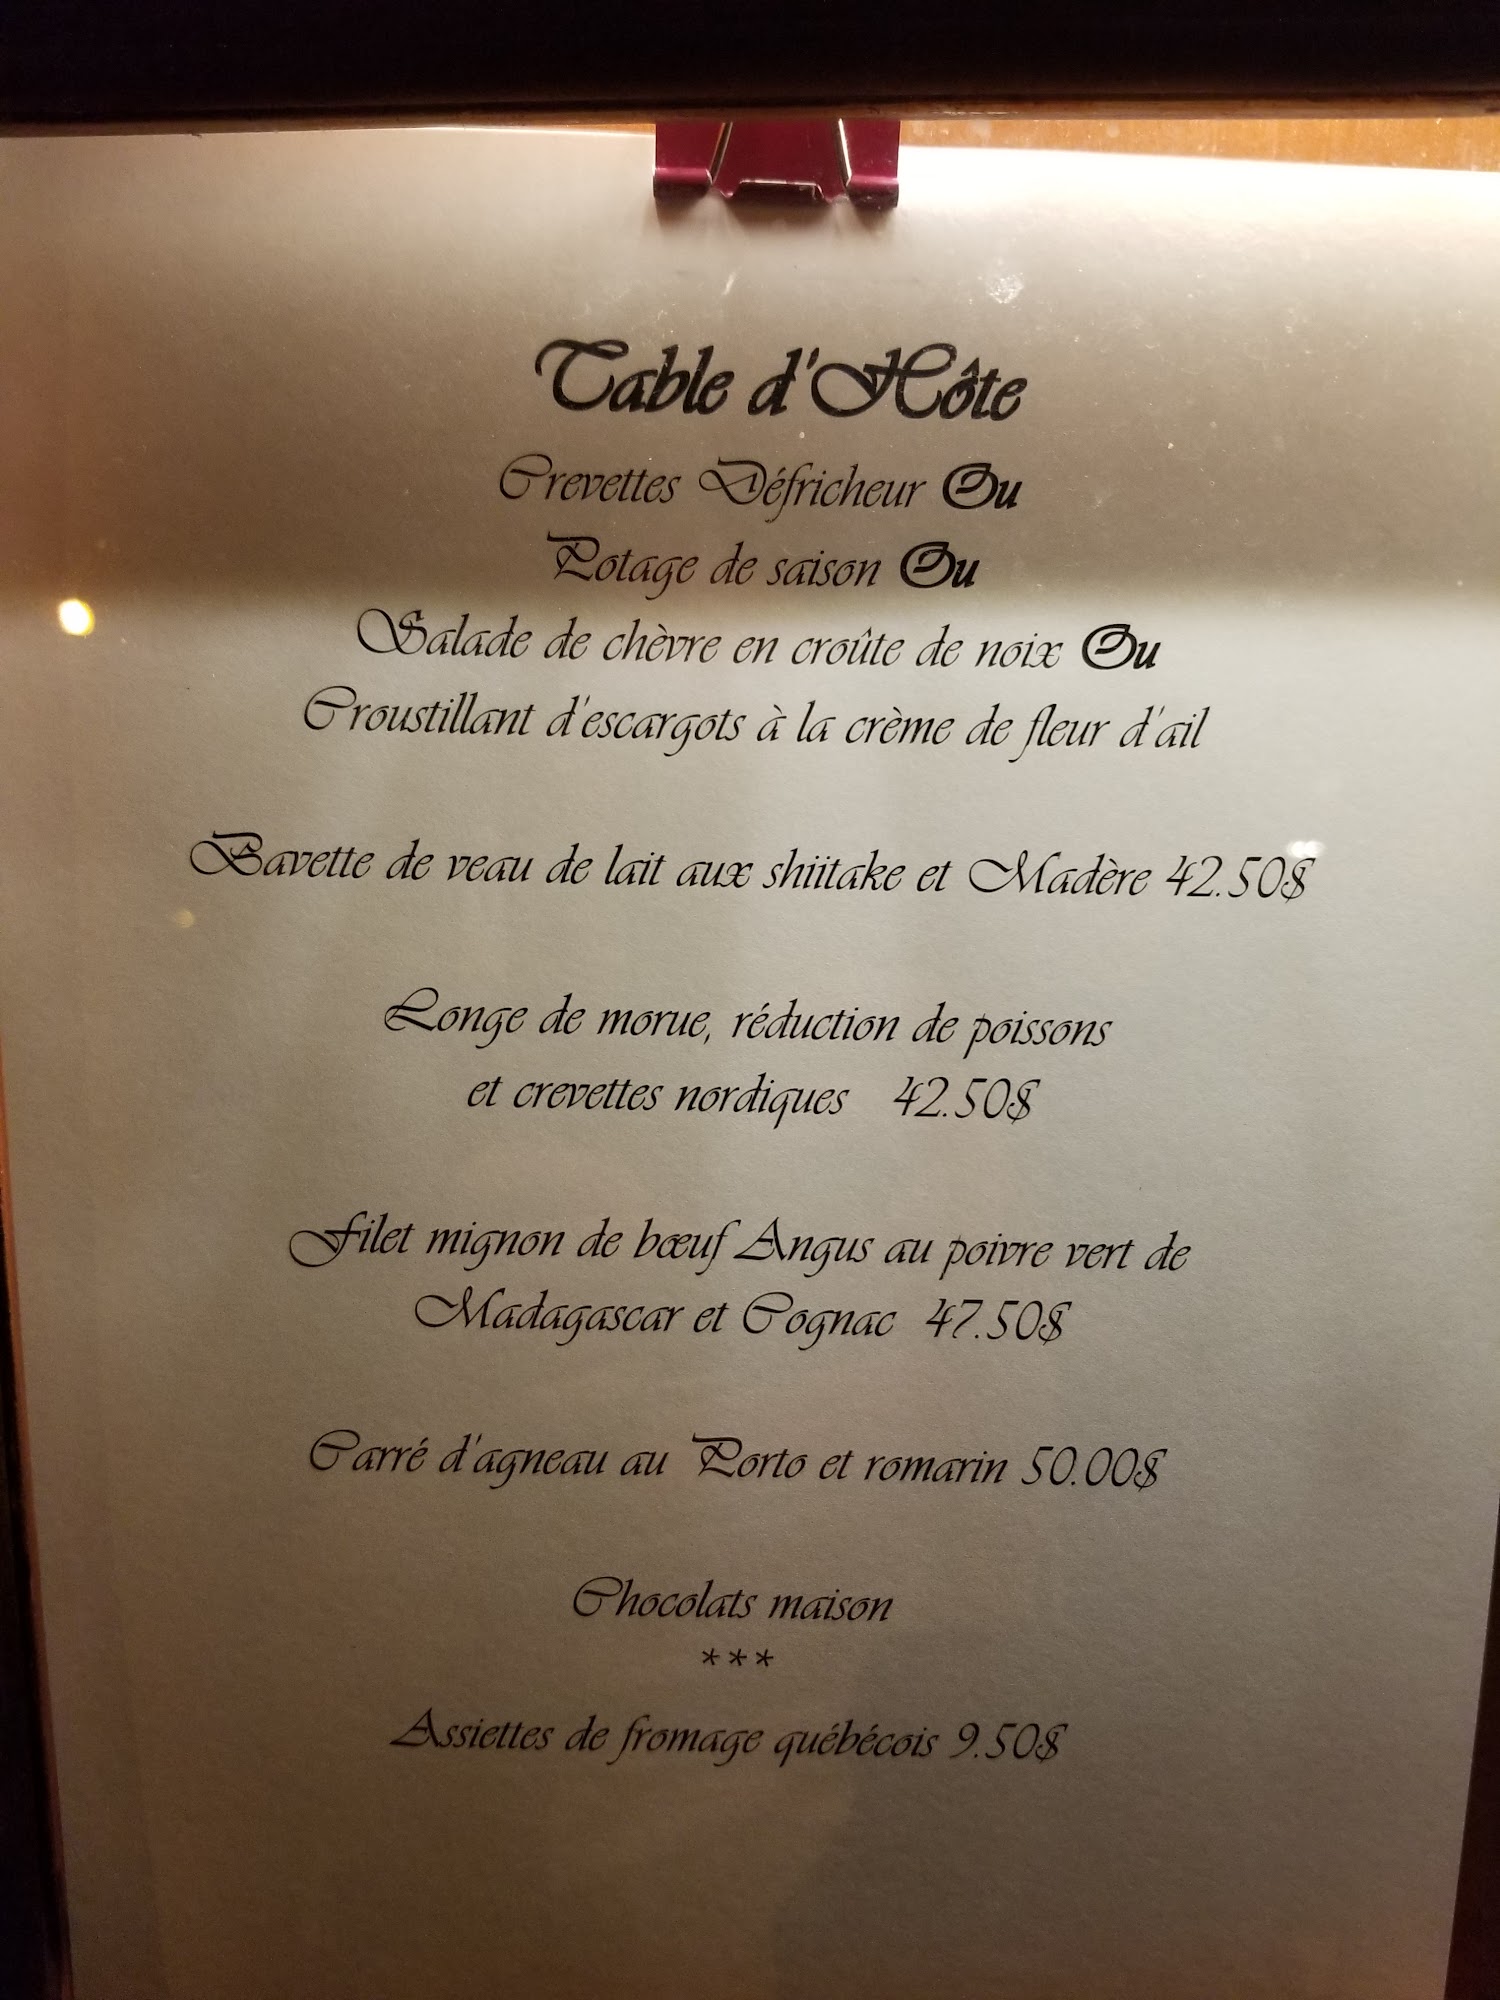 Table d'Hôte
Crevettes Défricheur Ou
Potage de saison Ou
Salade de chèvre en croûte de noix Ou
Croustillant d'escargots à la crème de fleur d'ail
Bavette de veau de lait aux shiitake et Madère 42.50$
Longe de morue, réduction de poissons
et crevettes nordiques 42.50$
Filet mignon de bœuf Angus au poivre vert de
Madagascar et Cognac 47.50$
Carré d'agneau au Porto et romarin 50.00$
Chocolats maison
***
Assiettes de fromage québécois 9.50$